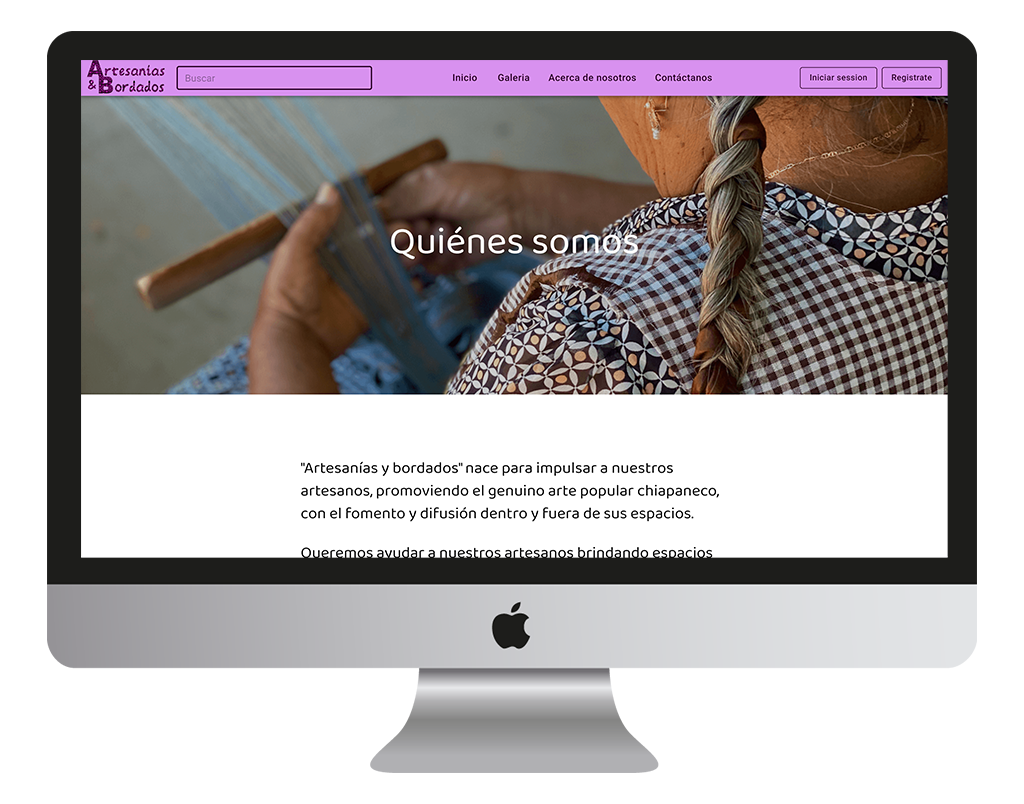 Artesanías
& Bordados
Buscar
Inicio Galeria Acerca de nosotros Contáctanos
Iniciar session Registrate
Quiénes somos
"Artesanías y bordados" nace para impulsar a nuestros
artesanos, promoviendo el genuino arte popular chiapaneco,
con el fomento y difusión dentro y fuera de sus espacios.
Queremos ayudar a nuestros artesanos brindando espacios